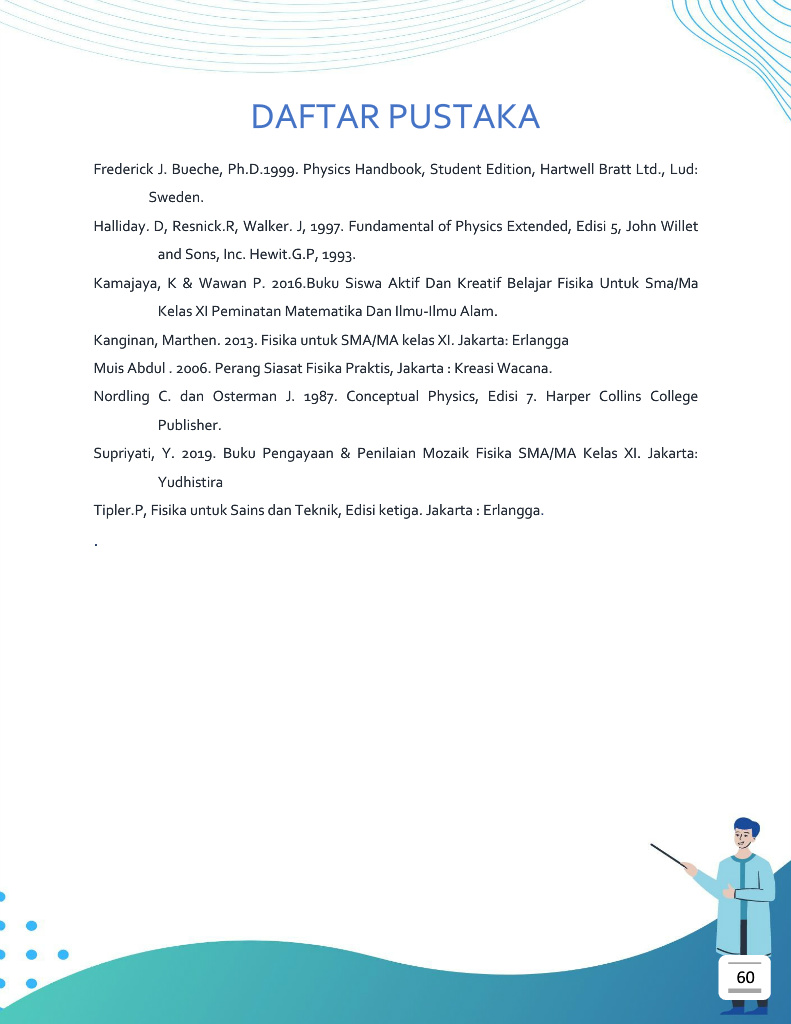 DAFTAR PUSTAKA
Frederick J. Bueche, Ph.D.1999. Physics Handbook, Student Edition, Hartwell Bratt Ltd., Lud:
Sweden.
Halliday. D, Resnick.R, Walker. J, 1997. Fundamental of Physics Extended, Edisi 5, John Willet
and Sons, Inc. Hewit.G.P, 1993.
Kamajaya, K & Wawan P. 2016.Buku Siswa Aktif Dan Kreatif Belajar Fisika Untuk Sma/Ma
Kelas XI Peminatan Matematika Dan Ilmu-Ilmu Alam.
Kanginan, Marthen. 2013. Fisika untuk SMA/MA kelas XI. Jakarta: Erlangga
Muis Abdul . 2006. Perang Siasat Fisika Praktis, Jakarta : Kreasi Wacana.
Nordling C. dan Osterman J. 1987. Conceptual Physics, Edisi 7. Harper Collins College
Publisher.
Supriyati, Y. 2019. Buku Pengayaan & Penilaian Mozaik Fisika SMA/MA Kelas XI. Jakarta:
Yudhistira
Tipler.P, Fisika untuk Sains dan Teknik, Edisi ketiga. Jakarta : Erlangga.
.
60